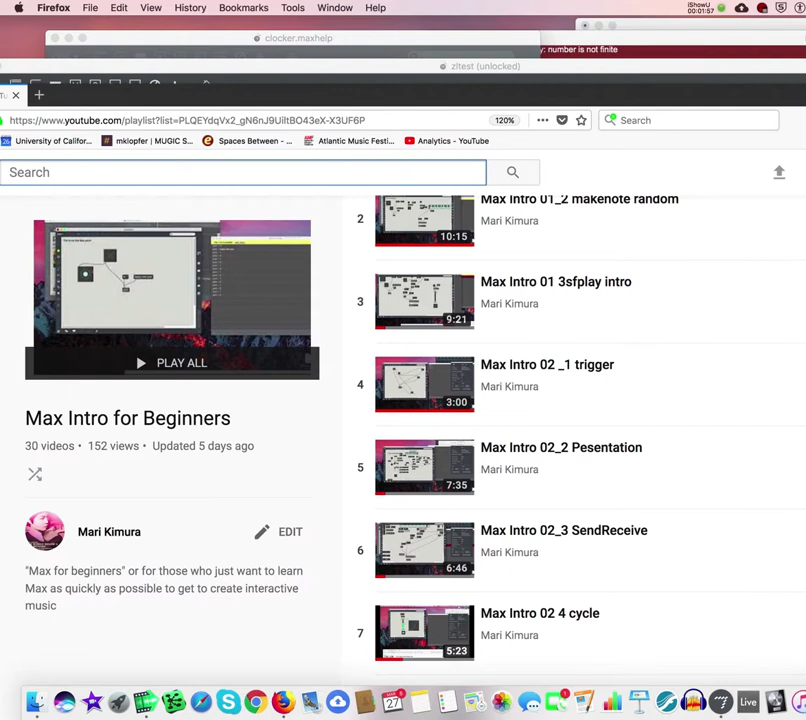 Firefox File Edit View History Bookmarks Tools Window Help iShowU 00:01:57
clocker.maxhelp
y: number is not finite
zltest (unlocked)
https://www.youtube.com/playlist?list=PLQEYdqVx2_gN6nJ9UiltBO43eX-X3UF6P 120% Search
26 University of Califor... mklopfer | MUGIC S... Spaces Between - ... Atlantic Music Festi... Analytics - YouTube
Search
2 Max Intro 01_2 makenote random
Mari Kimura
10:15
3 Max Intro 01 3sfplay intro
Mari Kimura
9:21
PLAY ALL
4 Max Intro 02 _1 trigger
Mari Kimura
3:00
Max Intro for Beginners
30 videos • 152 views • Updated 5 days ago
5 Max Intro 02_2 Pesentation
Mari Kimura
7:35
Mari Kimura EDIT
"Max for beginners" or for those who just want to learn
Max as quickly as possible to get to create interactive
music
6 Max Intro 02_3 SendReceive
Mari Kimura
6:46
7 Max Intro 02 4 cycle
Mari Kimura
5:23
27 Live